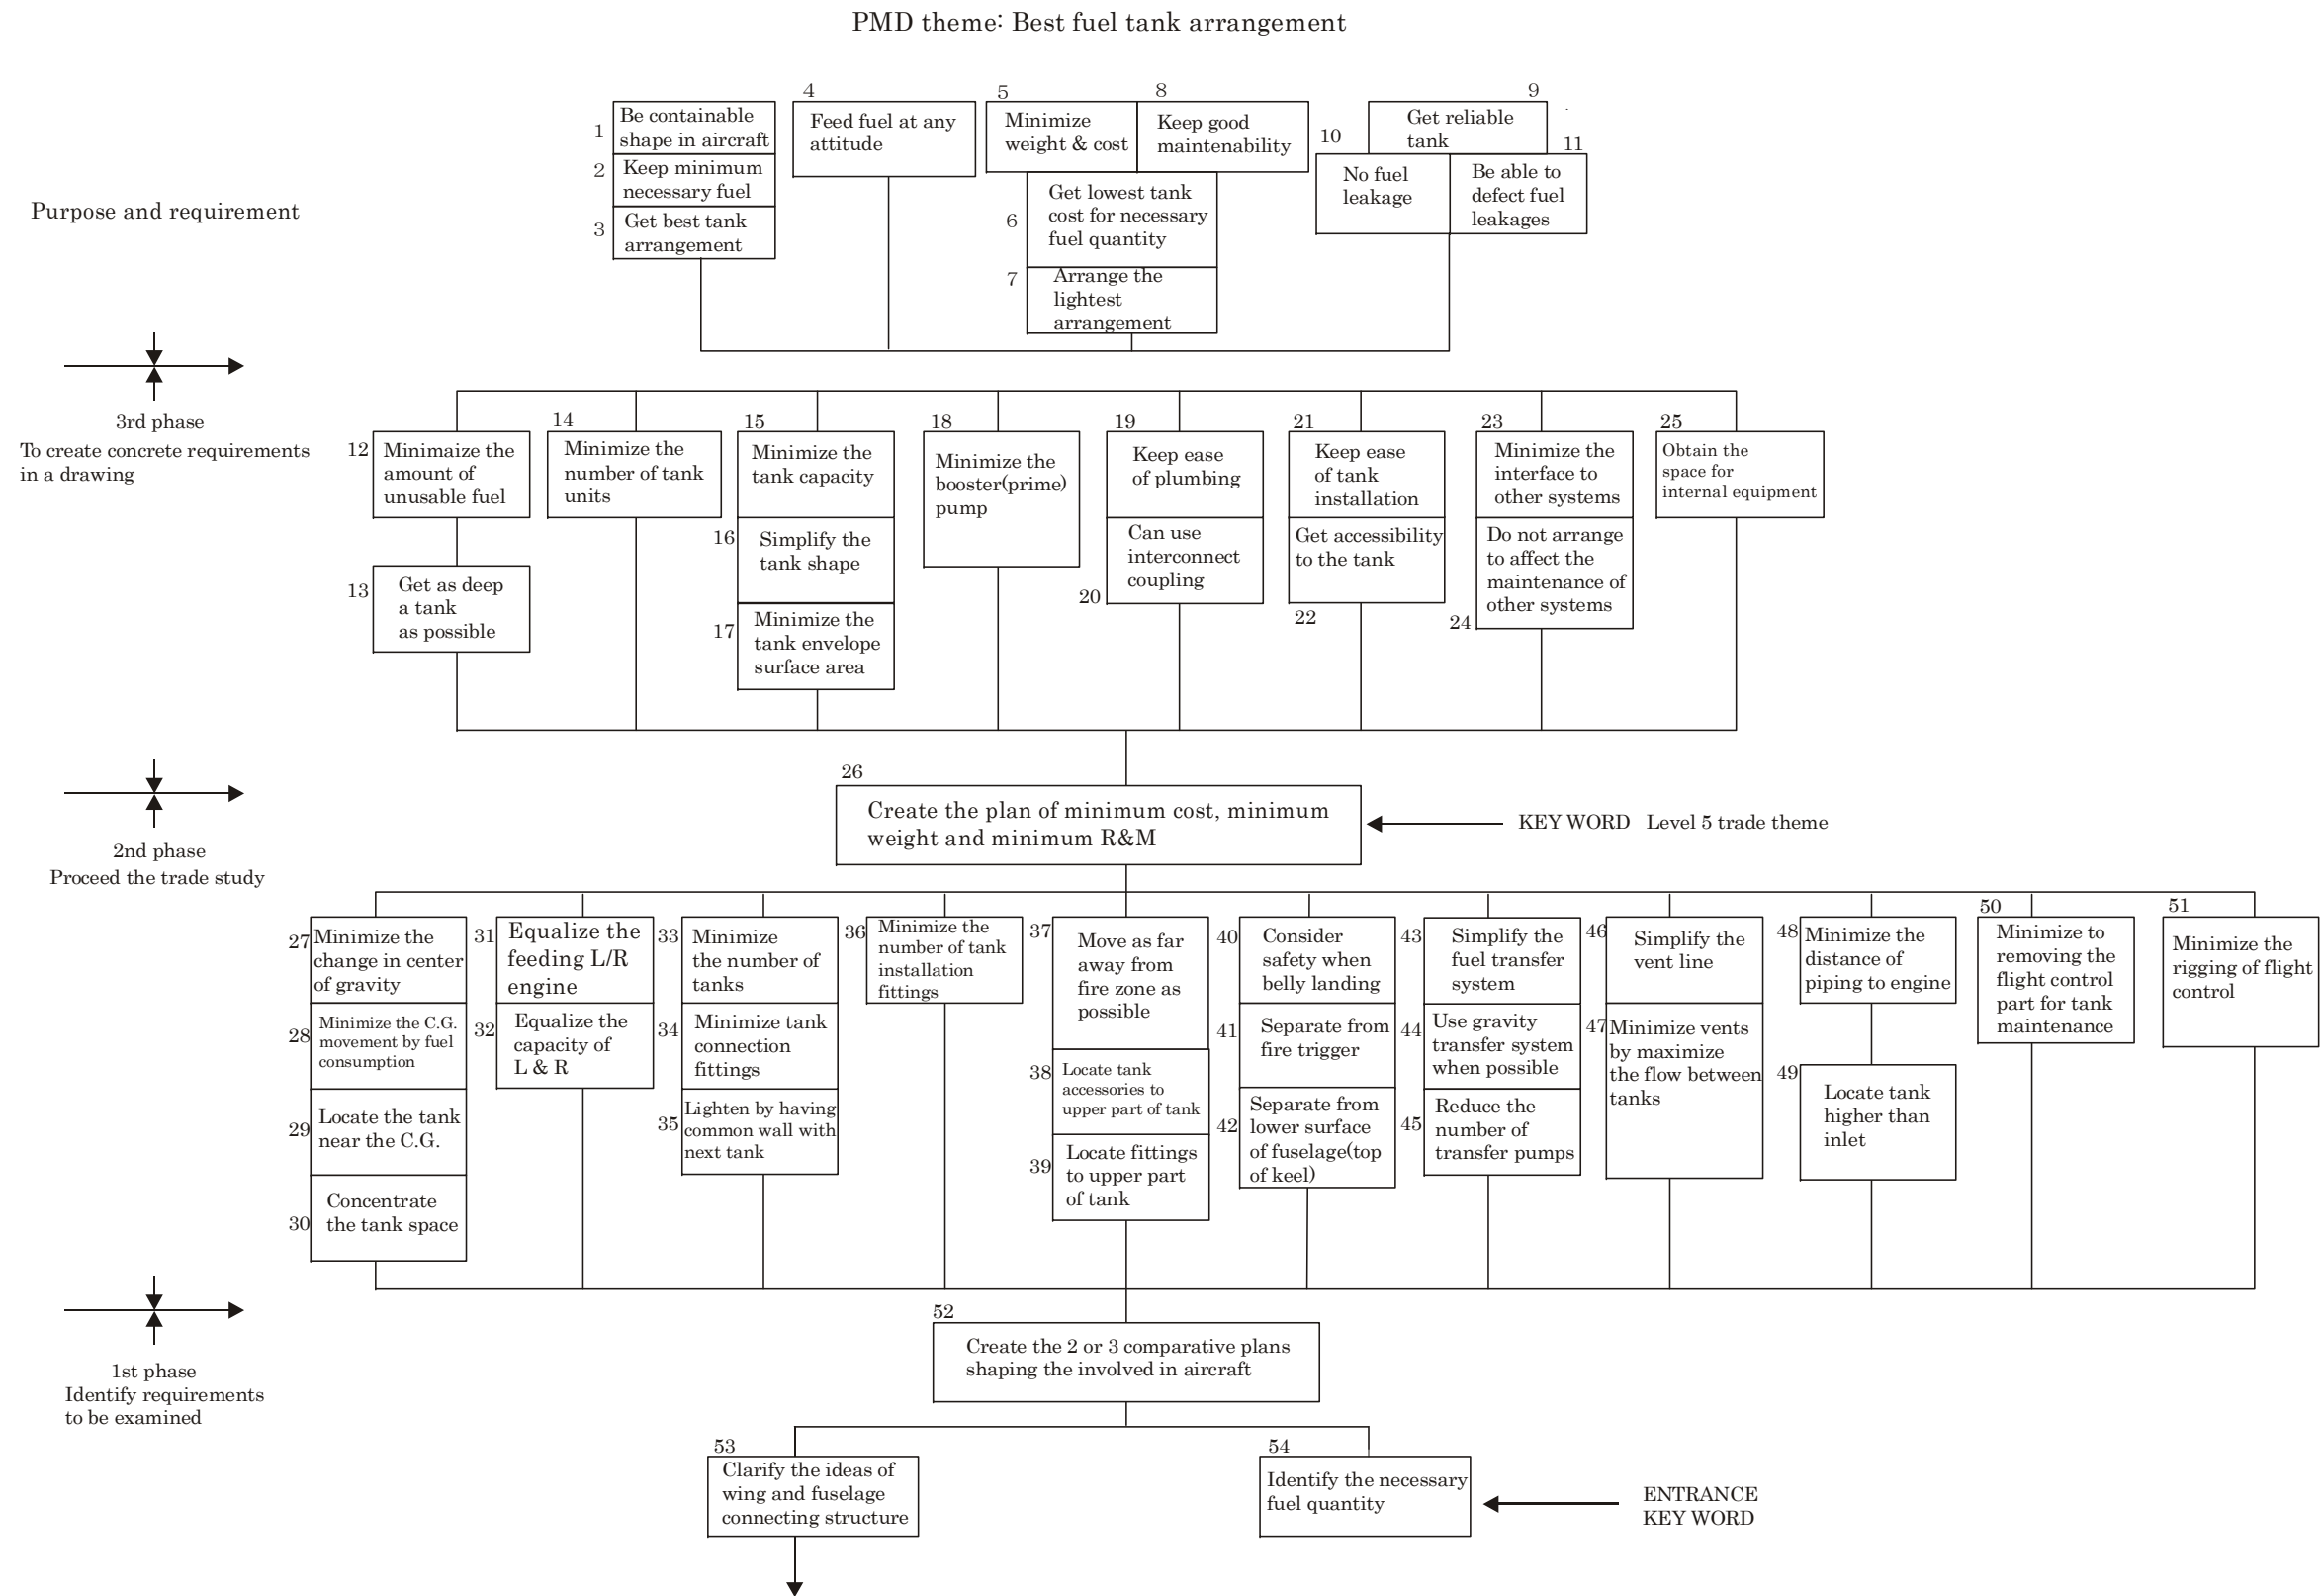 PMD theme: Best fuel tank arrangement
Purpose and requirement
1
Be containable
shape in aircraft
2
Keep minimum
necessary fuel
3
Get best tank
arrangement
4
Feed fuel at any
attitude
5
Minimize
weight & cost
8
Keep good
maintenability
6
Get lowest tank
cost for necessary
fuel quantity
7
Arrange the
lightest
arrangement
9
Get reliable
tank
10
No fuel
leakage
11
Be able to
defect fuel
leakages
3rd phase
To create concrete requirements
in a drawing
12
Minimaize the
amount of
unusable fuel
13
Get as deep
a tank
as possible
14
Minimize the
number of tank
units
15
Minimize the
tank capacity
16
Simplify the
tank shape
17
Minimize the
tank envelope
surface area
18
Minimize the
booster(prime)
pump
19
Keep ease
of plumbing
Can use
interconnect
coupling
20
21
Keep ease
of tank
installation
Get accessibility
to the tank
22
23
Minimize the
interface to
other systems
Do not arrange
to affect the
maintenance of
other systems
24
25
Obtain the
space for
internal equipment
2nd phase
Proceed the trade study
26
Create the plan of minimum cost, minimum
weight and minimum R&M
KEY WORD Level 5 trade theme
27
Minimize the
change in center
of gravity
28
Minimize the C.G.
movement by fuel
consumption
29
Locate the tank
near the C.G.
30
Concentrate
the tank space
31
Equalize the
feeding L/R
engine
32
Equalize the
capacity of
L & R
33
Minimize
the number of
tanks
34
Minimize tank
connection
fittings
35
Lighten by having
common wall with
next tank
36
Minimize the
number of tank
installation
fittings
37
Move as far
away from
fire zone as
possible
38
Locate tank
accessories to
upper part of tank
39
Locate fittings
to upper part
of tank
40
Consider
safety when
belly landing
41
Separate from
fire trigger
42
Separate from
lower surface
of fuselage(top
of keel)
43
Simplify the
fuel transfer
system
44
Use gravity
transfer system
when possible
45
Reduce the
number of
transfer pumps
46
Simplify the
vent line
47
Minimize vents
by maximize
the flow between
tanks
48
Minimize the
distance of
piping to engine
49
Locate tank
higher than
inlet
50
Minimize to
removing the
flight control
part for tank
maintenance
51
Minimize the
rigging of flight
control
1st phase
Identify requirements
to be examined
52
Create the 2 or 3 comparative plans
shaping the involved in aircraft
53
Clarify the ideas of
wing and fuselage
connecting structure
54
Identify the necessary
fuel quantity
ENTRANCE
KEY WORD